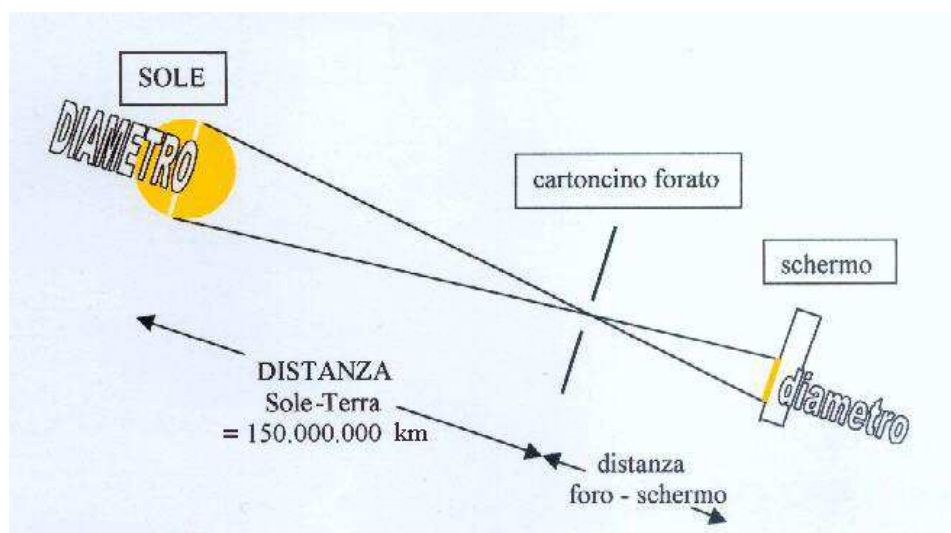 SOLE
DIAMETRO
cartoncino forato
schermo
diametro
DISTANZA
Sole-Terra
= 150.000.000 km
distanza
foro - schermo